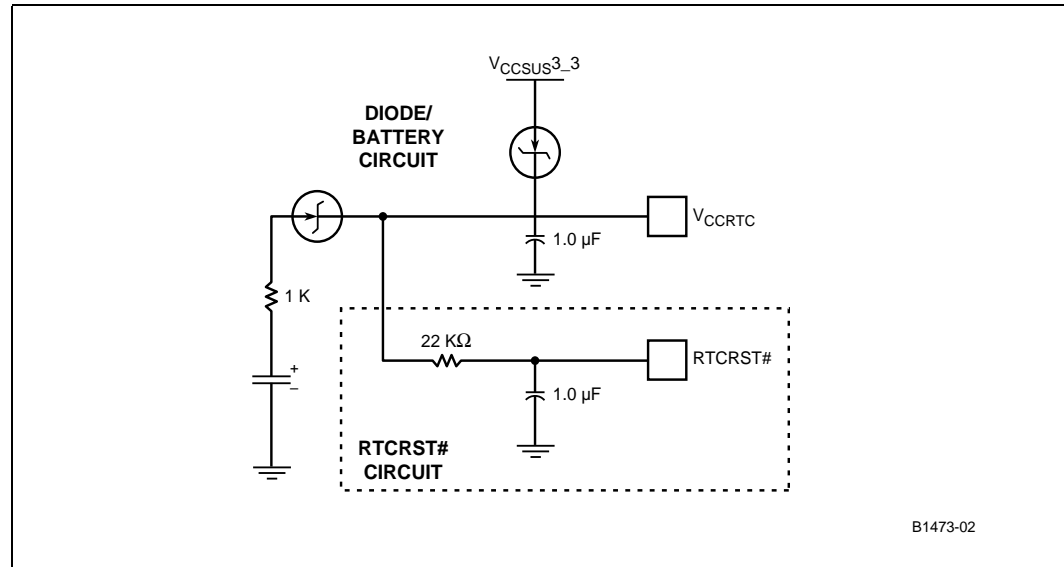 VCCSUS3_3
DIODE/
BATTERY
CIRCUIT
VCCRTC
1.0 µF
1 K
22 KΩ
RTCRST#
+
–
1.0 µF
RTCRST#
CIRCUIT
B1473-02